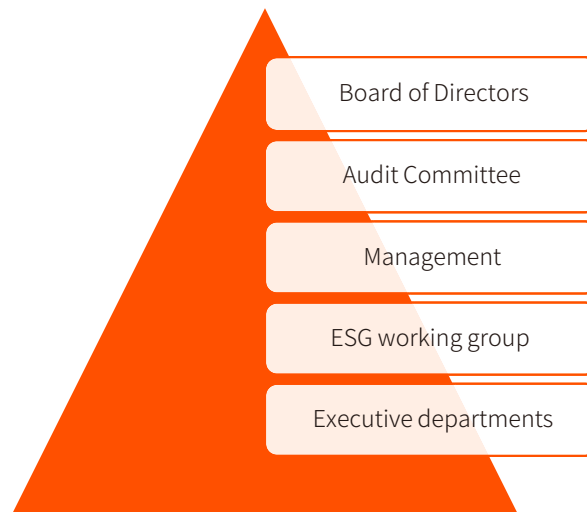 Board of Directors
Audit Committee
Management
ESG working group
Executive departments